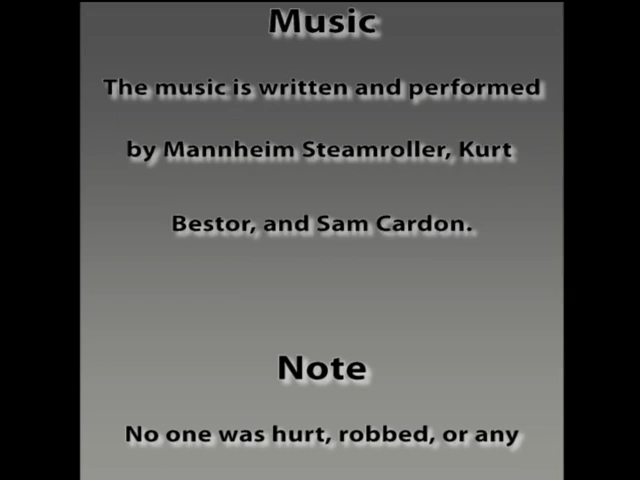 Music
The music is written and performed
by Mannheim Steamroller, Kurt
Bestor, and Sam Cardon.
Note
No one was hurt, robbed, or any